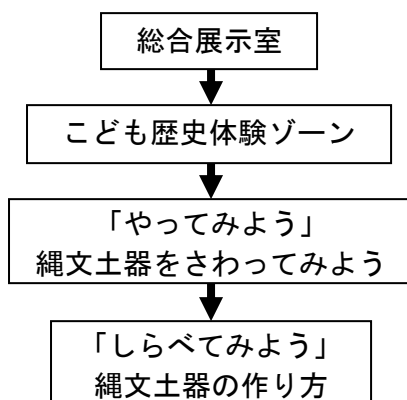 総合展示室
こども歴史体験ゾーン
「やってみよう」
縄文土器をさわってみよう
「しらべてみよう」
縄文土器の作り方